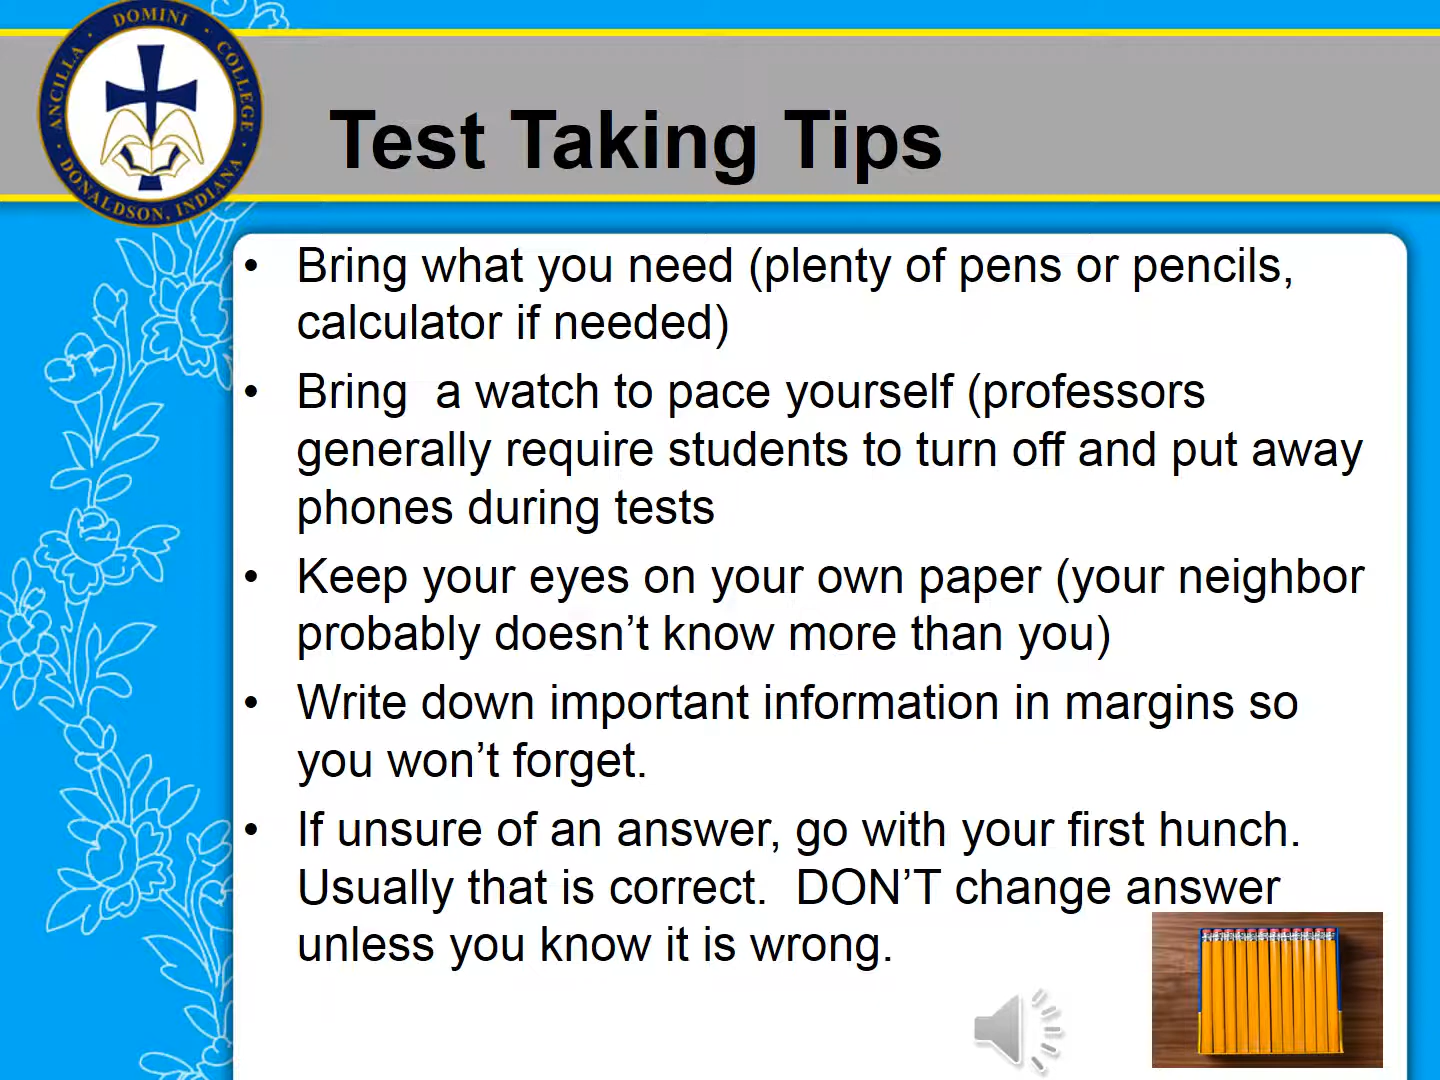 DOMINI
ANCILLA
COLLEGE
DONALDSON, INDIANA
Test Taking Tips
• Bring what you need (plenty of pens or pencils,
calculator if needed)
• Bring  a watch to pace yourself (professors
generally require students to turn off and put away
phones during tests
• Keep your eyes on your own paper (your neighbor
probably doesn’t know more than you)
• Write down important information in margins so
you won’t forget.
• If unsure of an answer, go with your first hunch.
Usually that is correct.  DON’T change answer
unless you know it is wrong.